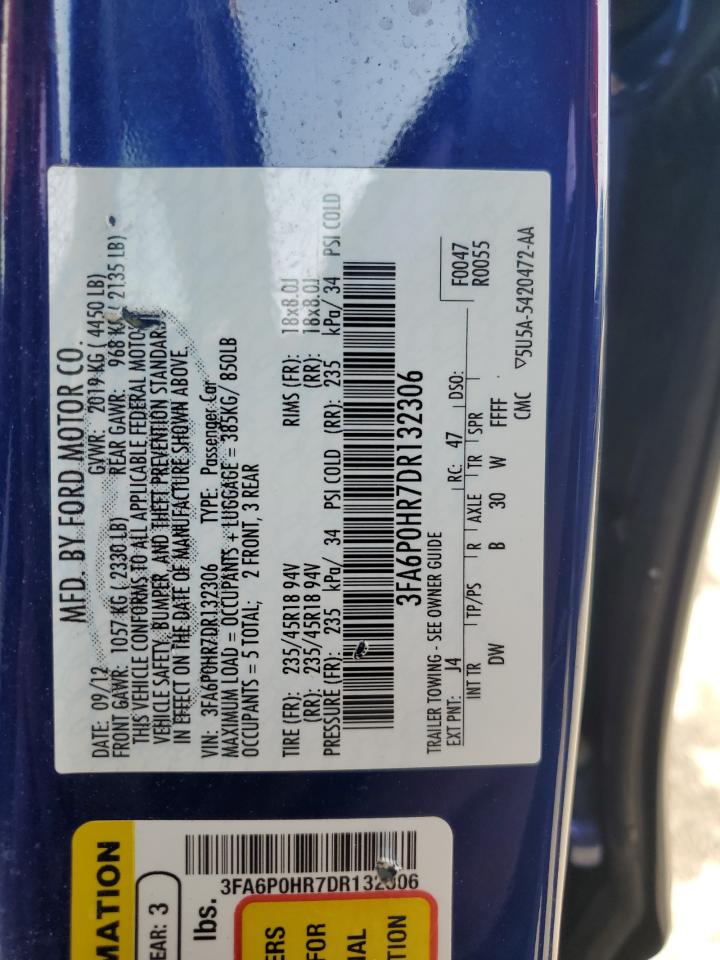 MFD. BY FORD MOTOR CO.
DATE: 09/12 GVWR: 2019 KG ( 4450 LB)
FRONT GAWR: 1057 KG ( 2330 LB) REAR GAWR: 968 KG ( 2135 LB)
THIS VEHICLE CONFORMS TO ALL APPLICABLE FEDERAL MOTOR
VEHICLE SAFETY, BUMPER, AND THEFT PREVENTION STANDARDS
IN EFFECT ON THE DATE OF MANUFACTURE SHOWN ABOVE.
VIN: 3FA6P0HR7DR132306 TYPE: Passenger Car
MAXIMUM LOAD = OCCUPANTS + LUGGAGE = 385KG/ 850LB
OCCUPANTS = 5 TOTAL; 2 FRONT, 3 REAR
TIRE (FR): 235/45R18 94V RIMS (FR): 18x8.0J
(RR): 235/45R18 94V (RR): 18x8.0J
PRESSURE (FR): 235 kPa/ 34 PSI COLD (RR): 235 kPa/ 34 PSI COLD
3FA6P0HR7DR132306
TRAILER TOWING - SEE OWNER GUIDE
EXT PNT: J4 RC: 47 DSO: F0047
INT TR TP/PS R AXLE TR SPR R0055
DW B 30 W FFFF
CMC ▽5U5A-5420472-AA
MATION
EAR: 3
lbs.
3FA6P0HR7DR132306
ERS
FOR
IAL
TION